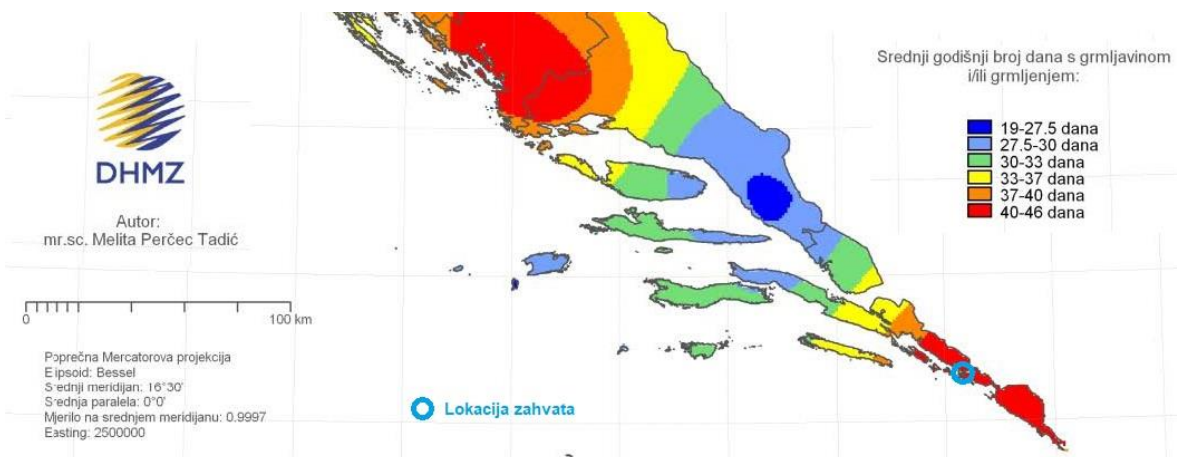 DHMZ
Autor:
mr.sc. Melita Perčec Tadić
0
100 km
Poprečna Mercatorova projekcija
Elipsoid: Bessel
Srednji meridijan: 16°30'
Srednja paralela: 0°0'
Mjerilo na srednjem meridijanu: 0.9997
Easting: 2500000
Lokacija zahvata
Srednji godišnji broj dana s grmljavinom
i/ili grmljenjem:
19-27.5 dana
27.5-30 dana
30-33 dana
33-37 dana
37-40 dana
40-46 dana